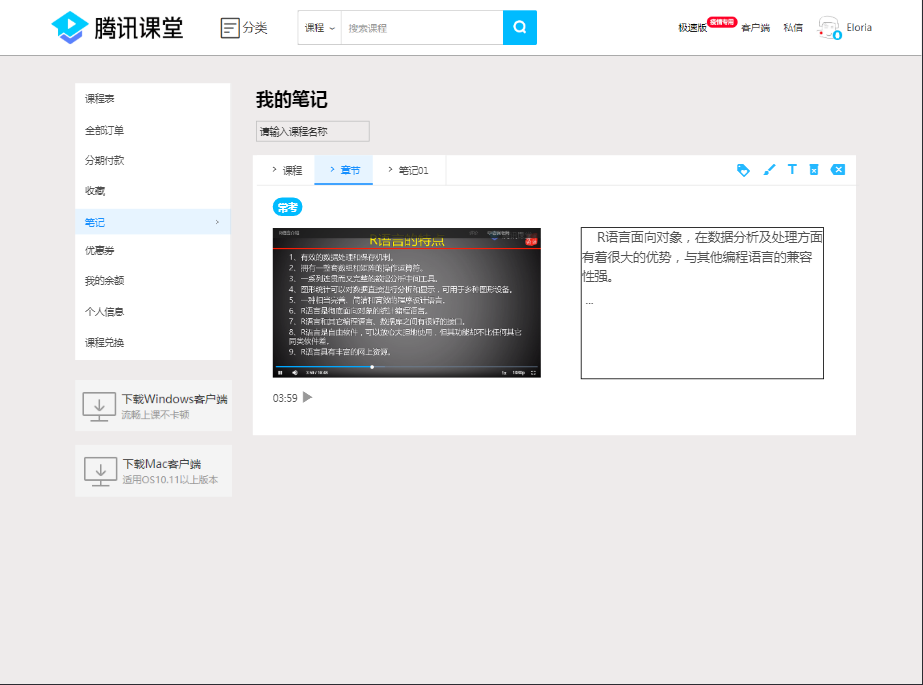 腾讯课堂
分类
课程
搜索课程
极速版
疫情专用
客户端
私信
Eloria
课程表
全部订单
分期付款
收藏
笔记
优惠券
我的余额
个人信息
课程兑换
下载Windows客户端
流畅上课不卡顿
下载Mac客户端
适用OS10.11以上版本
我的笔记
请输入课程名称
课程
章节
笔记01
常考
R语言的特点
1、有效的数据处理和保存机制。
2、拥有一整套数组和矩阵的操作运算符。
3、一系列连贯而又完整的数据分析中间工具。
4、图形统计可以对数据直接进行分析和显示，可用于多种图形设备。
5、一种相当完善、简洁和高效的程序设计语言。
6、R语言是彻底面向对象的统计编程语言。
7、R语言和其它编程语言、数据库之间有很好的接口。
8、R语言是自由软件，可以放心大胆地使用，但其功能却不比任何其它
同类软件差。
9、R语言具有丰富的网上资源。
1080p
03:59
R语言面向对象，在数据分析及处理方面
有着很大的优势，与其他编程语言的兼容
性强。
...